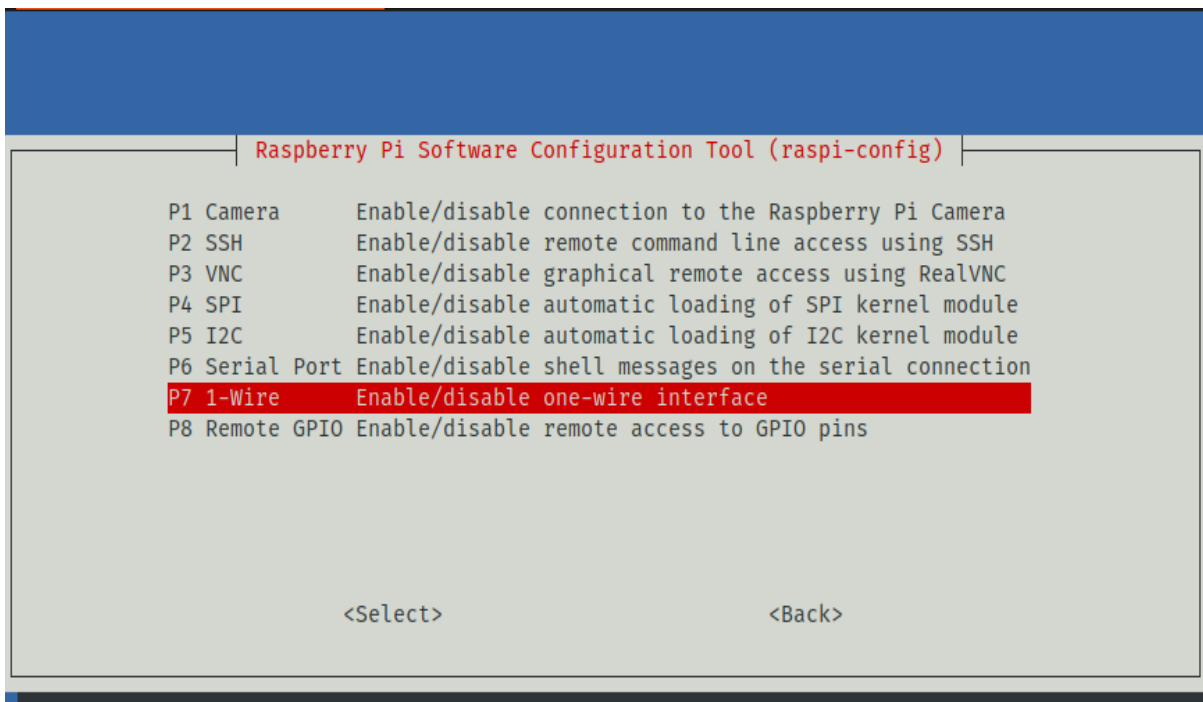 Raspberry Pi Software Configuration Tool (raspi-config)
P1 Camera Enable/disable connection to the Raspberry Pi Camera
P2 SSH Enable/disable remote command line access using SSH
P3 VNC Enable/disable graphical remote access using RealVNC
P4 SPI Enable/disable automatic loading of SPI kernel module
P5 I2C Enable/disable automatic loading of I2C kernel module
P6 Serial Port Enable/disable shell messages on the serial connection
P7 1-Wire Enable/disable one-wire interface
P8 Remote GPIO Enable/disable remote access to GPIO pins
<Select> <Back>